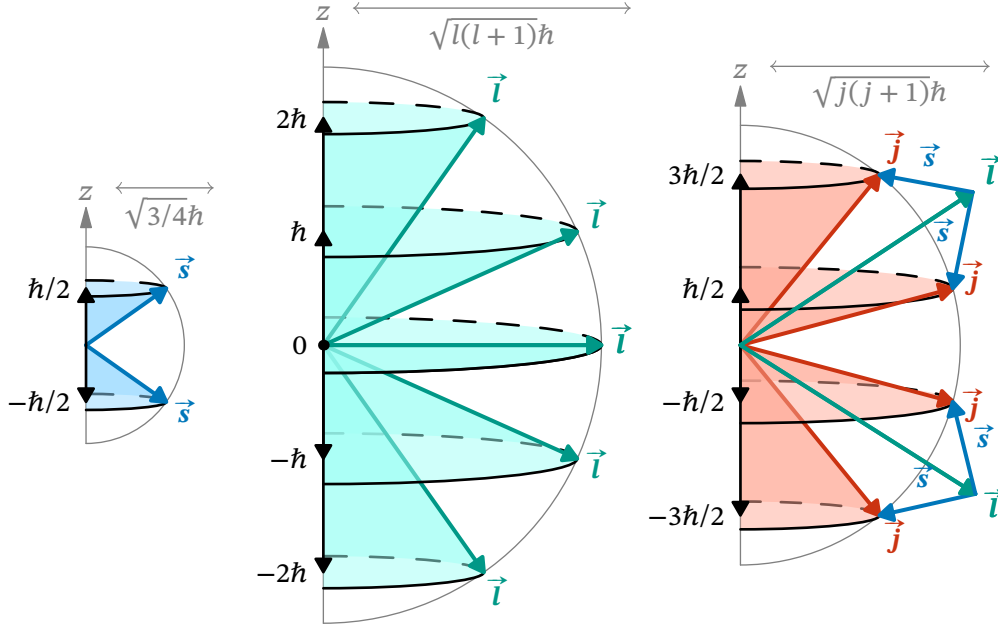 z
√3/4ħ
ħ/2
s⃗
−ħ/2
s⃗
z
√l(l + 1)ħ
l⃗
2ħ
l⃗
ħ
0
l⃗
−ħ
l⃗
−2ħ
l⃗
z
√j(j + 1)ħ
j⃗
s⃗
l⃗
3ħ/2
s⃗
j⃗
ħ/2
−ħ/2
j⃗
s⃗
s⃗
l⃗
−3ħ/2
j⃗